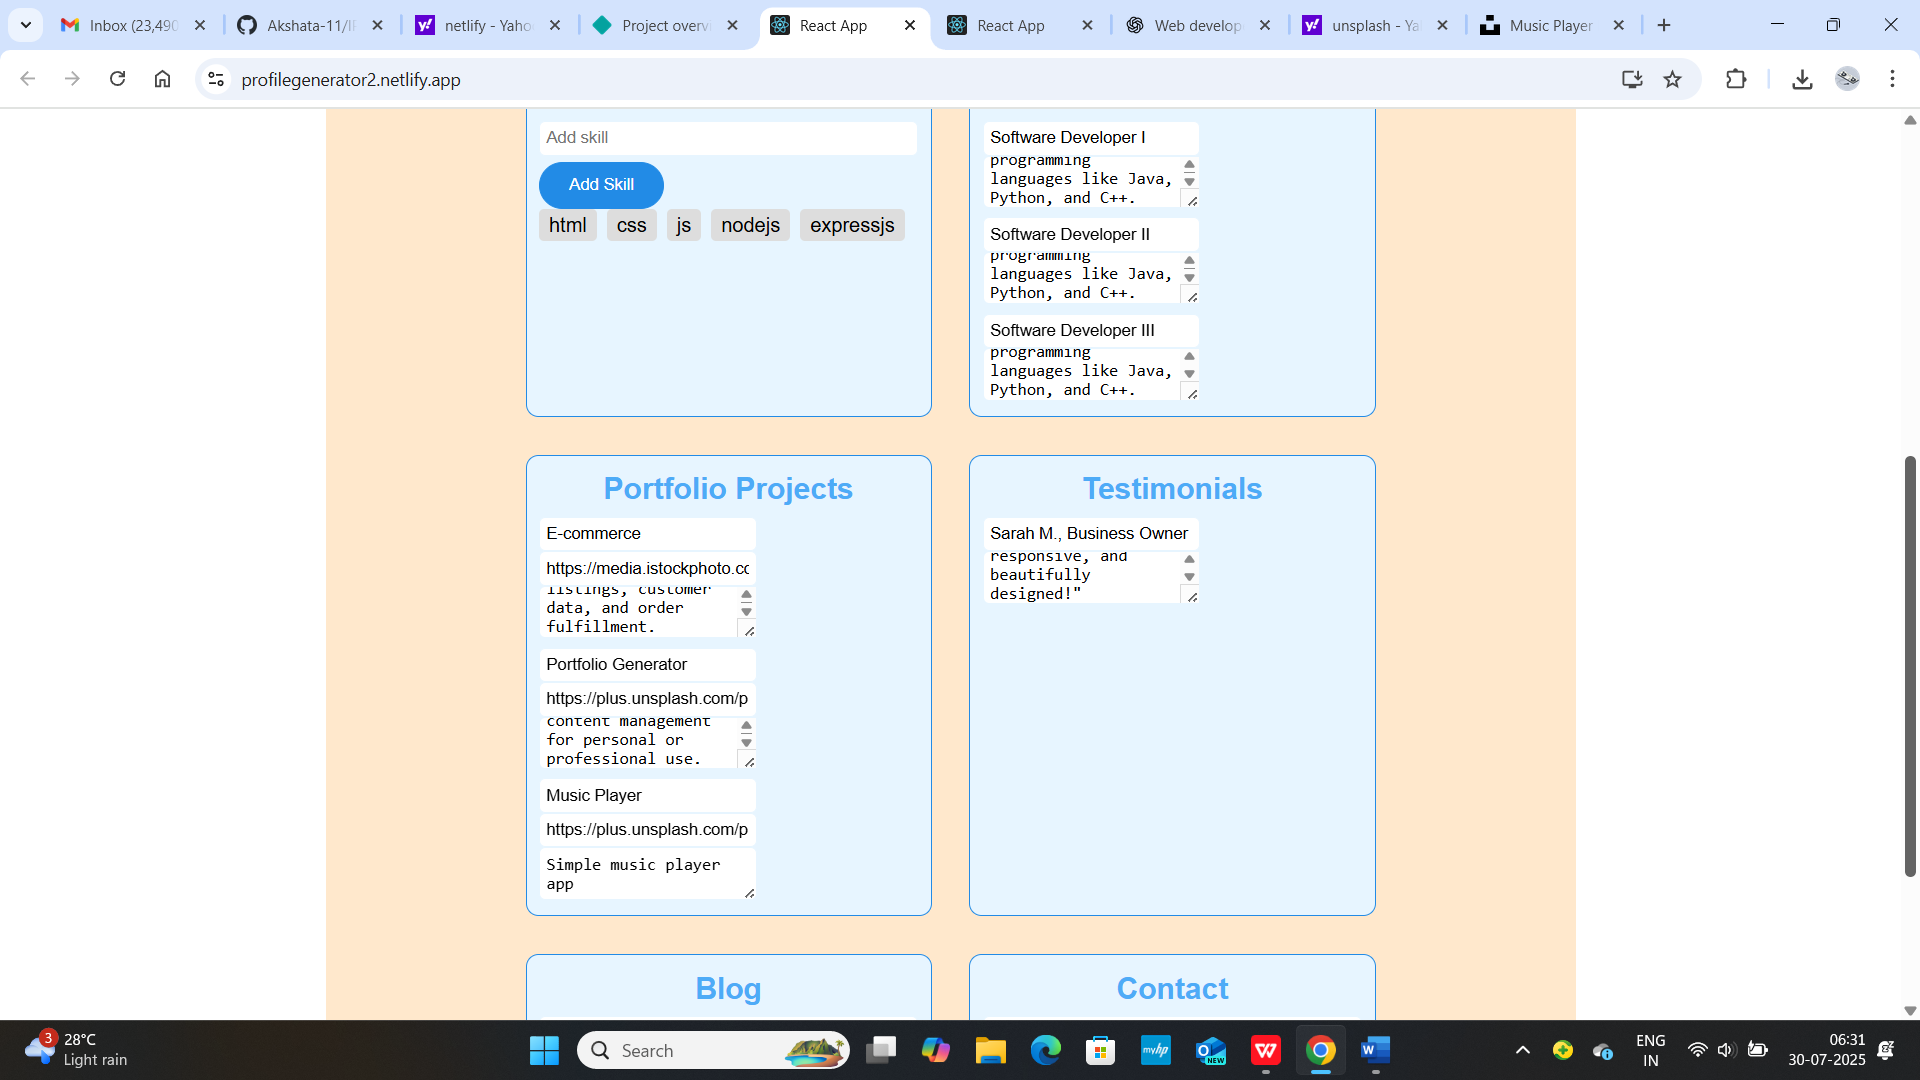 Inbox (23,490
Akshata-11/IP
netlify - Yaho
Project overvi
React App
React App
Web develop
unsplash - Ya
Music Player
profilegenerator2.netlify.app
Add skill
Add Skill
html css js nodejs expressjs
Software Developer I
programming
languages like Java,
Python, and C++.
Software Developer II
programming
languages like Java,
Python, and C++.
Software Developer III
programming
languages like Java,
Python, and C++.
Portfolio Projects
E-commerce
https://media.istockphoto.cc
listings, customer
data, and order
fulfillment.
Portfolio Generator
https://plus.unsplash.com/p
content management
for personal or
professional use.
Music Player
https://plus.unsplash.com/p
Simple music player
app
Testimonials
Sarah M., Business Owner
responsive, and
beautifully
designed!"
Blog
Contact
3
28°C
Light rain
Search
myhp
NEW
W
W
ENG
IN
06:31
30-07-2025